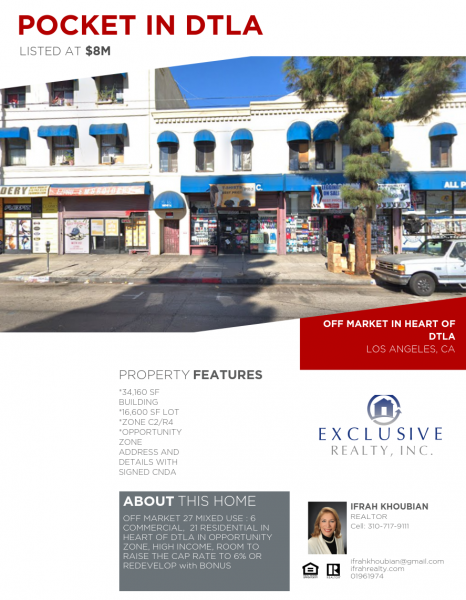 POCKET IN DTLA
LISTED AT $8M
OFF MARKET IN HEART OF
DTLA
LOS ANGELES, CA
PROPERTY FEATURES
*34,160 SF
BUILDING
*16,600 SF LOT
*ZONE C2/R4
*OPPORTUNITY
ZONE
ADDRESS AND
DETAILS WITH
SIGNED CNDA
EXCLUSIVE
REALTY, INC.
ABOUT THIS HOME
OFF MARKET 27 MIXED USE : 6
COMMERCIAL, 21 RESIDENTIAL IN
HEART OF DTLA IN OPPORTUNITY
ZONE, HIGH INCOME, ROOM TO
RAISE THE CAP RATE TO 6% OR
REDEVELOP with BONUS
IFRAH KHOUBIAN
REALTOR
Cell: 310-717-9111
ifrahkhoubian@gmail.com
ifrahrealty.com
01961974